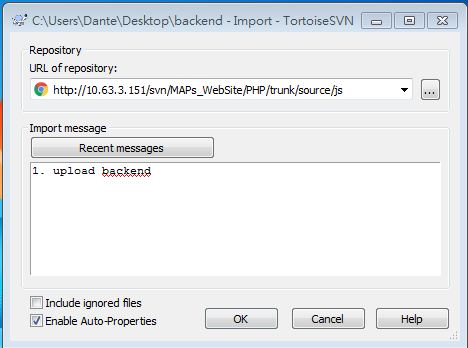 C:\Users\Dante\Desktop\backend - Import - TortoiseSVN
Repository
URL of repository:
http://10.63.3.151/svn/MAPs_WebSite/PHP/trunk/source/js
...
Import message
Recent messages
1. upload backend
Include ignored files
Enable Auto-Properties
OK
Cancel
Help